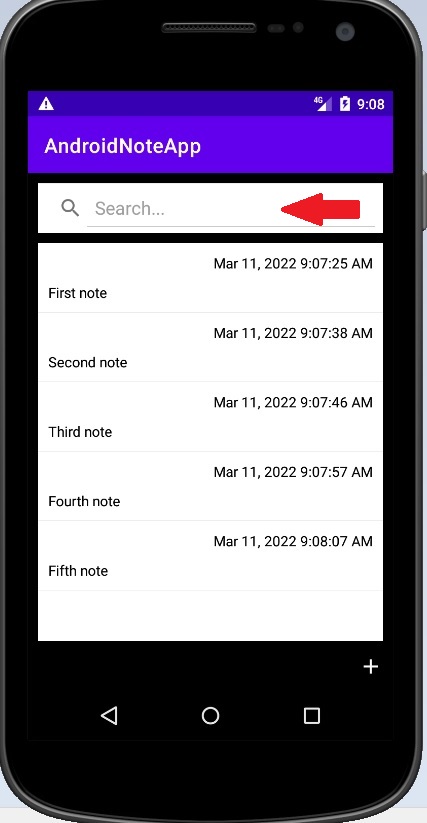 4G 9:08
AndroidNoteApp
Search...
Mar 11, 2022 9:07:25 AM
First note
Mar 11, 2022 9:07:38 AM
Second note
Mar 11, 2022 9:07:46 AM
Third note
Mar 11, 2022 9:07:57 AM
Fourth note
Mar 11, 2022 9:08:07 AM
Fifth note
+